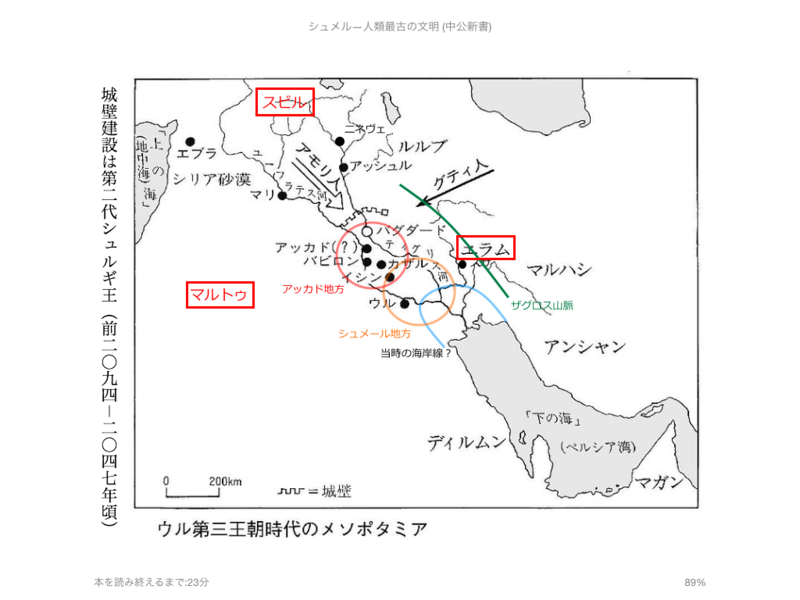 シュメル―人類最古の文明 (中公新書)
城壁建設は第二代シュルギ王（前二〇九四―二〇四七年頃）
スビル
ニネヴェ
ルルブ
「上の海」
(地中海)
エブラ
アッシュル
シリア砂漠
ユーフラテス河
アモリ人
グティ人
マリ
バグダード
アッカド(？)
ティグリス河
エラム
バビロン
カザル
マルハシ
イシン
マルトゥ
アッカド地方
ウル
ザグロス山脈
シュメール地方
当時の海岸線？
アンシャン
「下の海」
(ペルシア湾)
ディルムン
マガン
0 200km
＝城壁
ウル第三王朝時代のメソポタミア
本を読み終えるまで:23分
89%